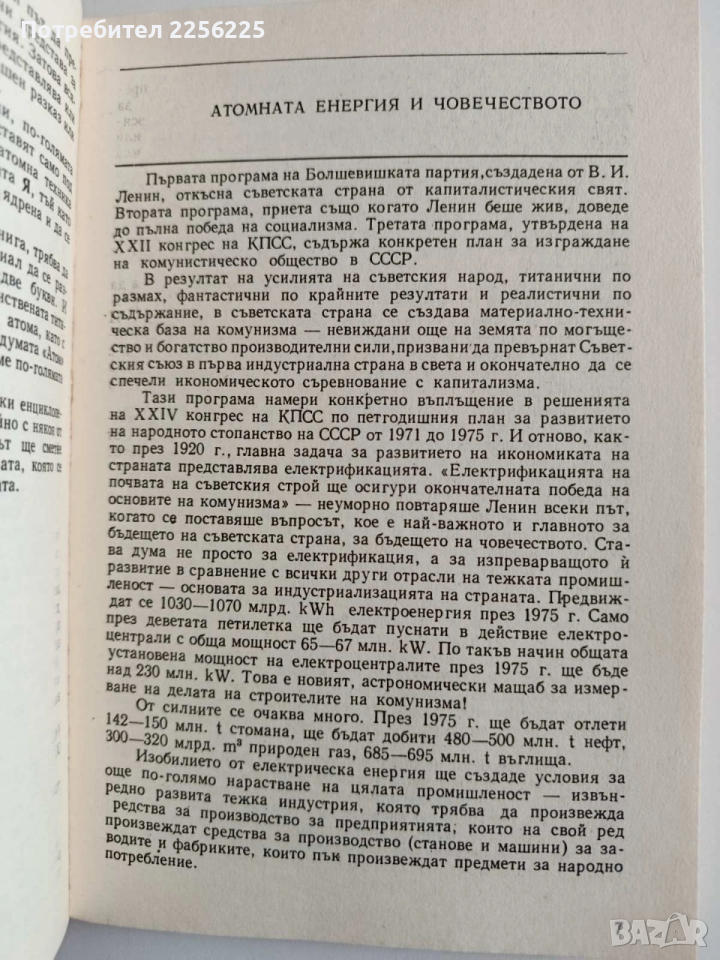 Потребител 2256225
АТОМНАТА ЕНЕРГИЯ И ЧОВЕЧЕСТВОТО
Първата програма на Болшевишката партия, създадена от В. И.
Ленин, откъсна съветската страна от капиталистическия свят.
Втората програма, приета също когато Ленин беше жив, доведе
до пълна победа на социализма. Третата програма, утвърдена на
XXII конгрес на КПСС, съдържа конкретен план за изграждане
на комунистическо общество в СССР.
В резултат на усилията на съветския народ, титанични по
размах, фантастични по крайните резултати и реалистични по
съдържание, в съветската страна се създава материално-техни-
ческа база на комунизма — невиждани още на земята по могъще-
ство и богатство производителни сили, призвани да превърнат Съвет-
ския съюз в първа индустриална страна в света и окончателно да се
спечели икономическото съревнование с капитализма.
Тази програма намери конкретно въплъщение в решенията
на XXIV конгрес на КПСС по петгодишния план за развитието
на народното стопанство на СССР от 1971 до 1975 г. И отново, как-
то през 1920 г., главна задача за развитието на икономиката на
страната представлява електрификацията. «Електрификацията на
почвата на съветския строй ще осигури окончателната победа на
основите на комунизма» — неуморно повтаряше Ленин всеки път,
когато се поставяше въпросът, кое е най-важното и главното за
бъдещето на съветската страна, за бъдещето на човечеството. Ста-
ва дума не просто за електрификация, а за изпреварващото ѝ
развитие в сравнение с всички други отрасли на тежката промиш-
леност — основата за индустриализацията на страната. Предвиж-
дат се 1030—1070 млрд. kWh електроенергия през 1975 г. Само
през деветата петилетка ще бъдат пуснати в действие електро-
централи с обща мощност 65—67 млн. kW. По такъв начин общата
установена мощност на електроцентралите през 1975 г. ще бъде
над 230 млн. kW. Това е новият, астрономически мащаб за измер-
ване на делата на строителите на комунизма!
От силните се очаква много. През 1975 г. ще бъдат отлети
142—150 млн. t стомана, ще бъдат добити 480—500 млн. t нефт,
300—320 млрд. m³ природен газ, 685—695 млн. t въглища.
Изобилието от електрическа енергия ще създаде условия за
още по-голямо нарастване на цялата промишленост — извън-
редно развита тежка индустрия, която трябва да произвежда
средства за производство за предприятията, които на свой ред
произвеждат средства за производство (станове и машини) за за-
водите и фабриките, които пък произвеждат предмети за народно
потребление.
7
BAZAR